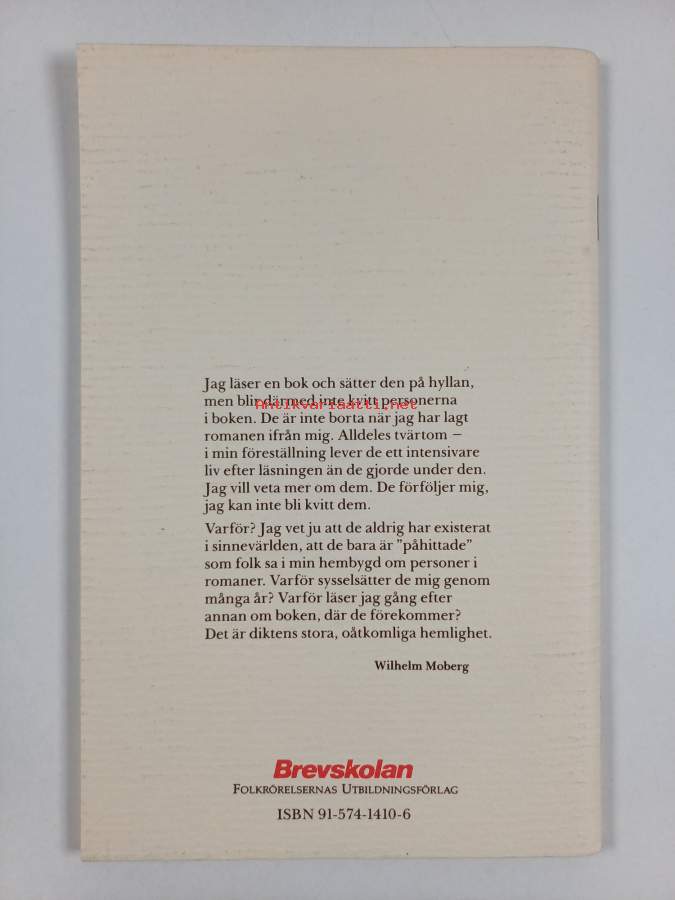 Jag läser en bok och sätter den på hyllan,
men blir därmed inte kvitt personerna
Antikvariaatti.net
i boken. De är inte borta när jag har lagt
romanen ifrån mig. Alldeles tvärtom –
i min föreställning lever de ett intensivare
liv efter läsningen än de gjorde under den.
Jag vill veta mer om dem. De förföljer mig,
jag kan inte bli kvitt dem.
Varför? Jag vet ju att de aldrig har existerat
i sinnevärlden, att de bara är ”påhittade”
som folk sa i min hembygd om personer i
romaner. Varför sysselsätter de mig genom
många år? Varför läser jag gång efter
annan om boken, där de förekommer?
Det är diktens stora, oåtkomliga hemlighet.
Wilhelm Moberg
Brevskolan
FOLKRÖRELSERNAS UTBILDNINGSFÖRLAG
ISBN 91-574-1410-6